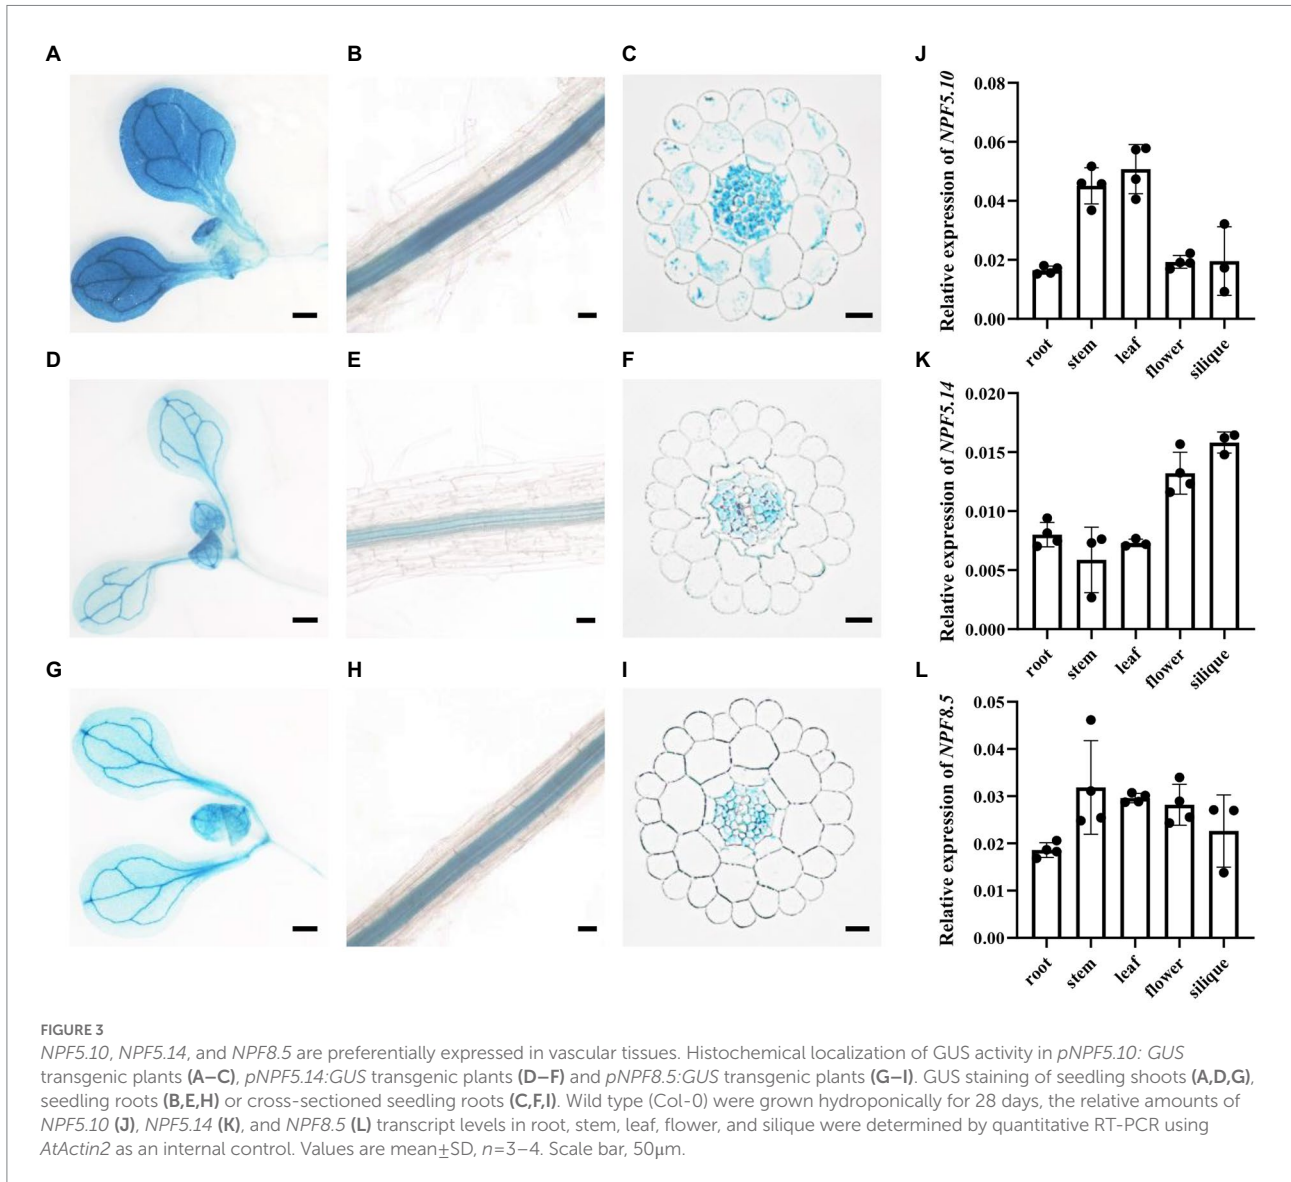 A
B
C
J
Relative expression of NPF5.10
0.08
0.06
0.04
0.02
0.00
root
stem
leaf
flower
silique
D
E
F
K
Relative expression of NPF5.14
0.020
0.015
0.010
0.005
0.000
root
stem
leaf
flower
silique
G
H
I
L
Relative expression of NPF8.5
0.05
0.04
0.03
0.02
0.01
0.00
root
stem
leaf
flower
silique
FIGURE 3
NPF5.10, NPF5.14, and NPF8.5 are preferentially expressed in vascular tissues. Histochemical localization of GUS activity in pNPF5.10: GUS
transgenic plants (A–C), pNPF5.14:GUS transgenic plants (D–F) and pNPF8.5:GUS transgenic plants (G–I). GUS staining of seedling shoots (A,D,G),
seedling roots (B,E,H) or cross-sectioned seedling roots (C,F,I). Wild type (Col-0) were grown hydroponically for 28 days, the relative amounts of
NPF5.10 (J), NPF5.14 (K), and NPF8.5 (L) transcript levels in root, stem, leaf, flower, and silique were determined by quantitative RT-PCR using
AtActin2 as an internal control. Values are mean±SD, n=3–4. Scale bar, 50μm.